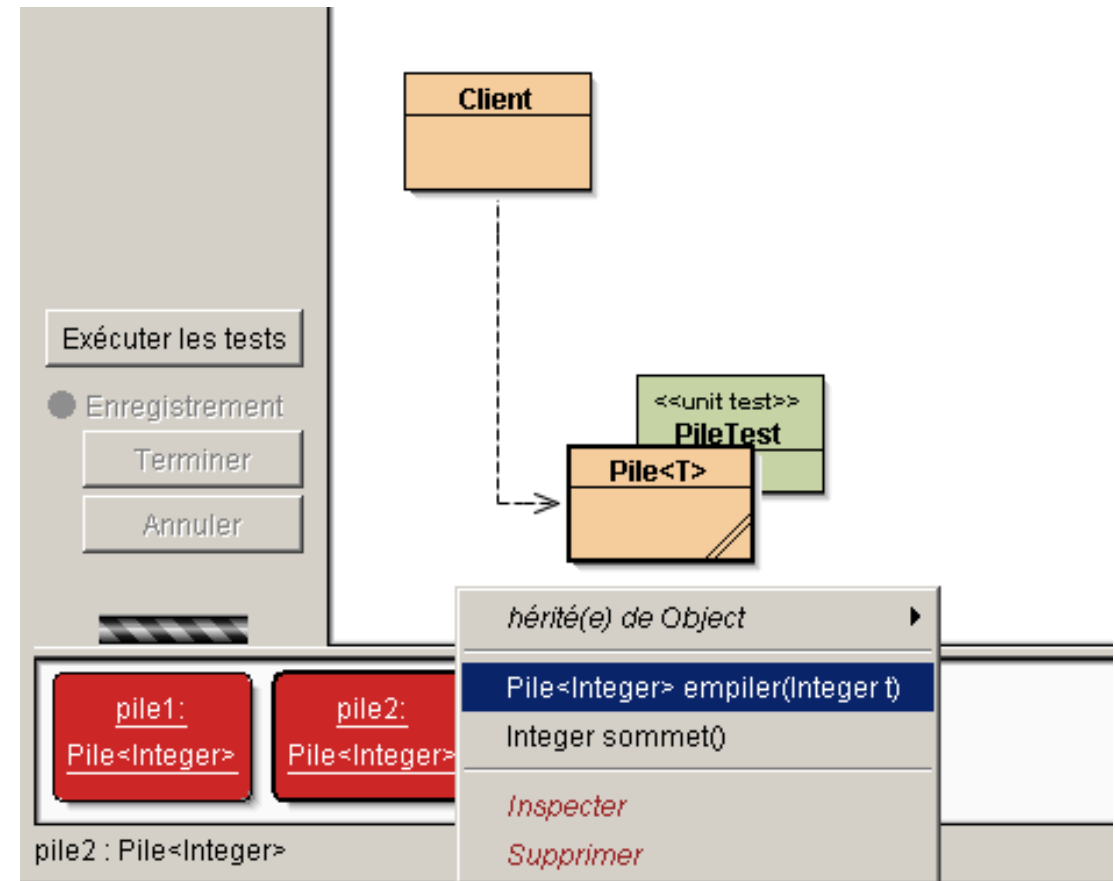 Client
Exécuter les tests
Enregistrement
Terminer
Annuler
<<unit test>>
PileTest
Pile<T>
hérité(e) de Object
Pile<Integer> empiler(Integer t)
Integer sommet()
Inspecter
Supprimer
pile1:
Pile<Integer>
pile2:
Pile<Integer>
pile2 : Pile<Integer>